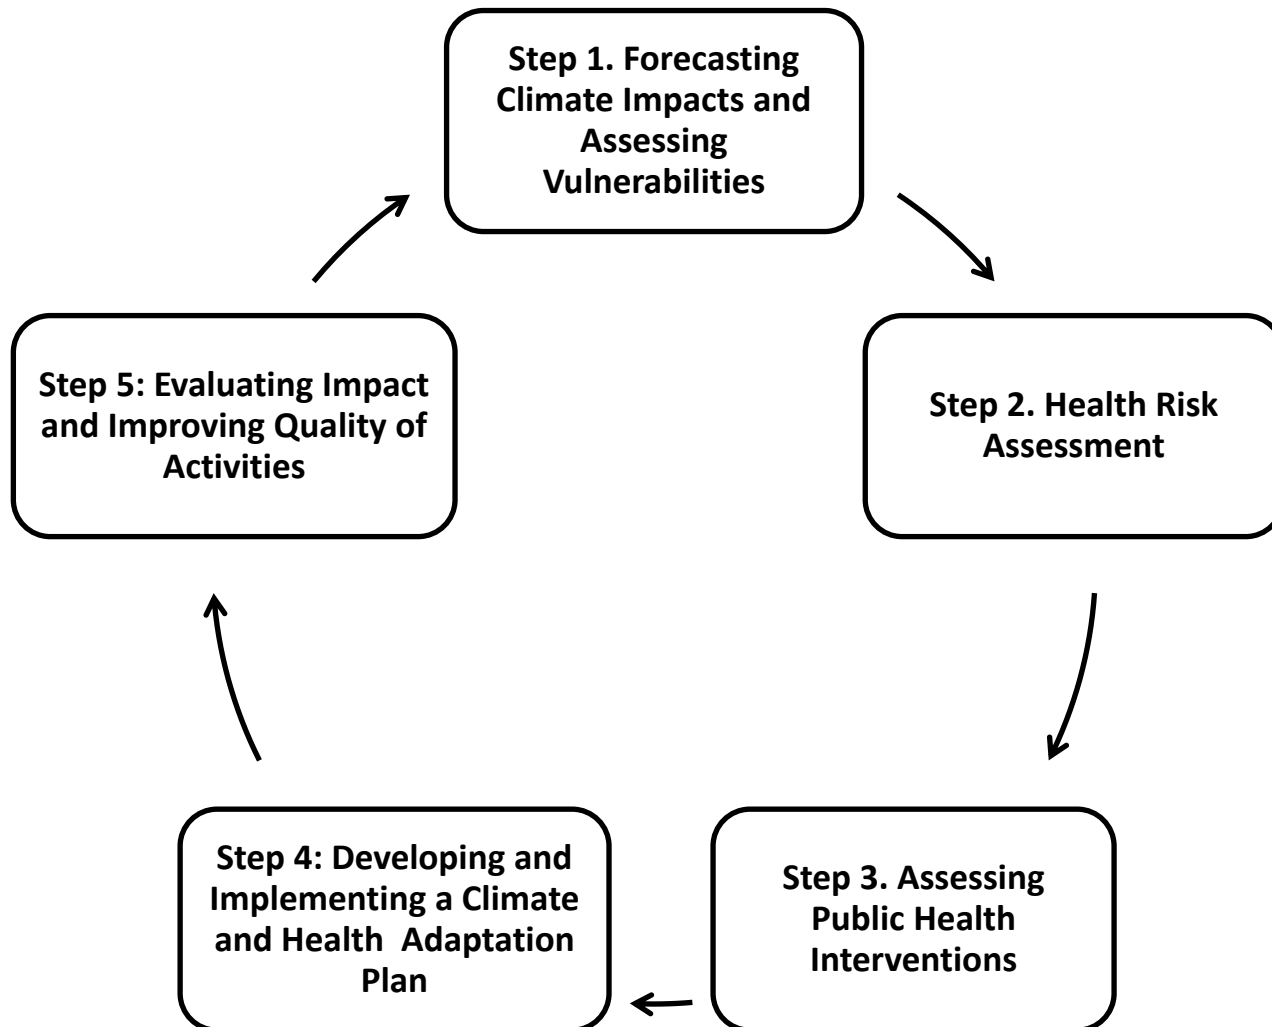 Step 1. Forecasting
Climate Impacts and
Assessing
Vulnerabilities
Step 2. Health Risk
Assessment
Step 3. Assessing
Public Health
Interventions
Step 4: Developing and
Implementing a Climate
and Health  Adaptation
Plan
Step 5: Evaluating Impact
and Improving Quality of
Activities